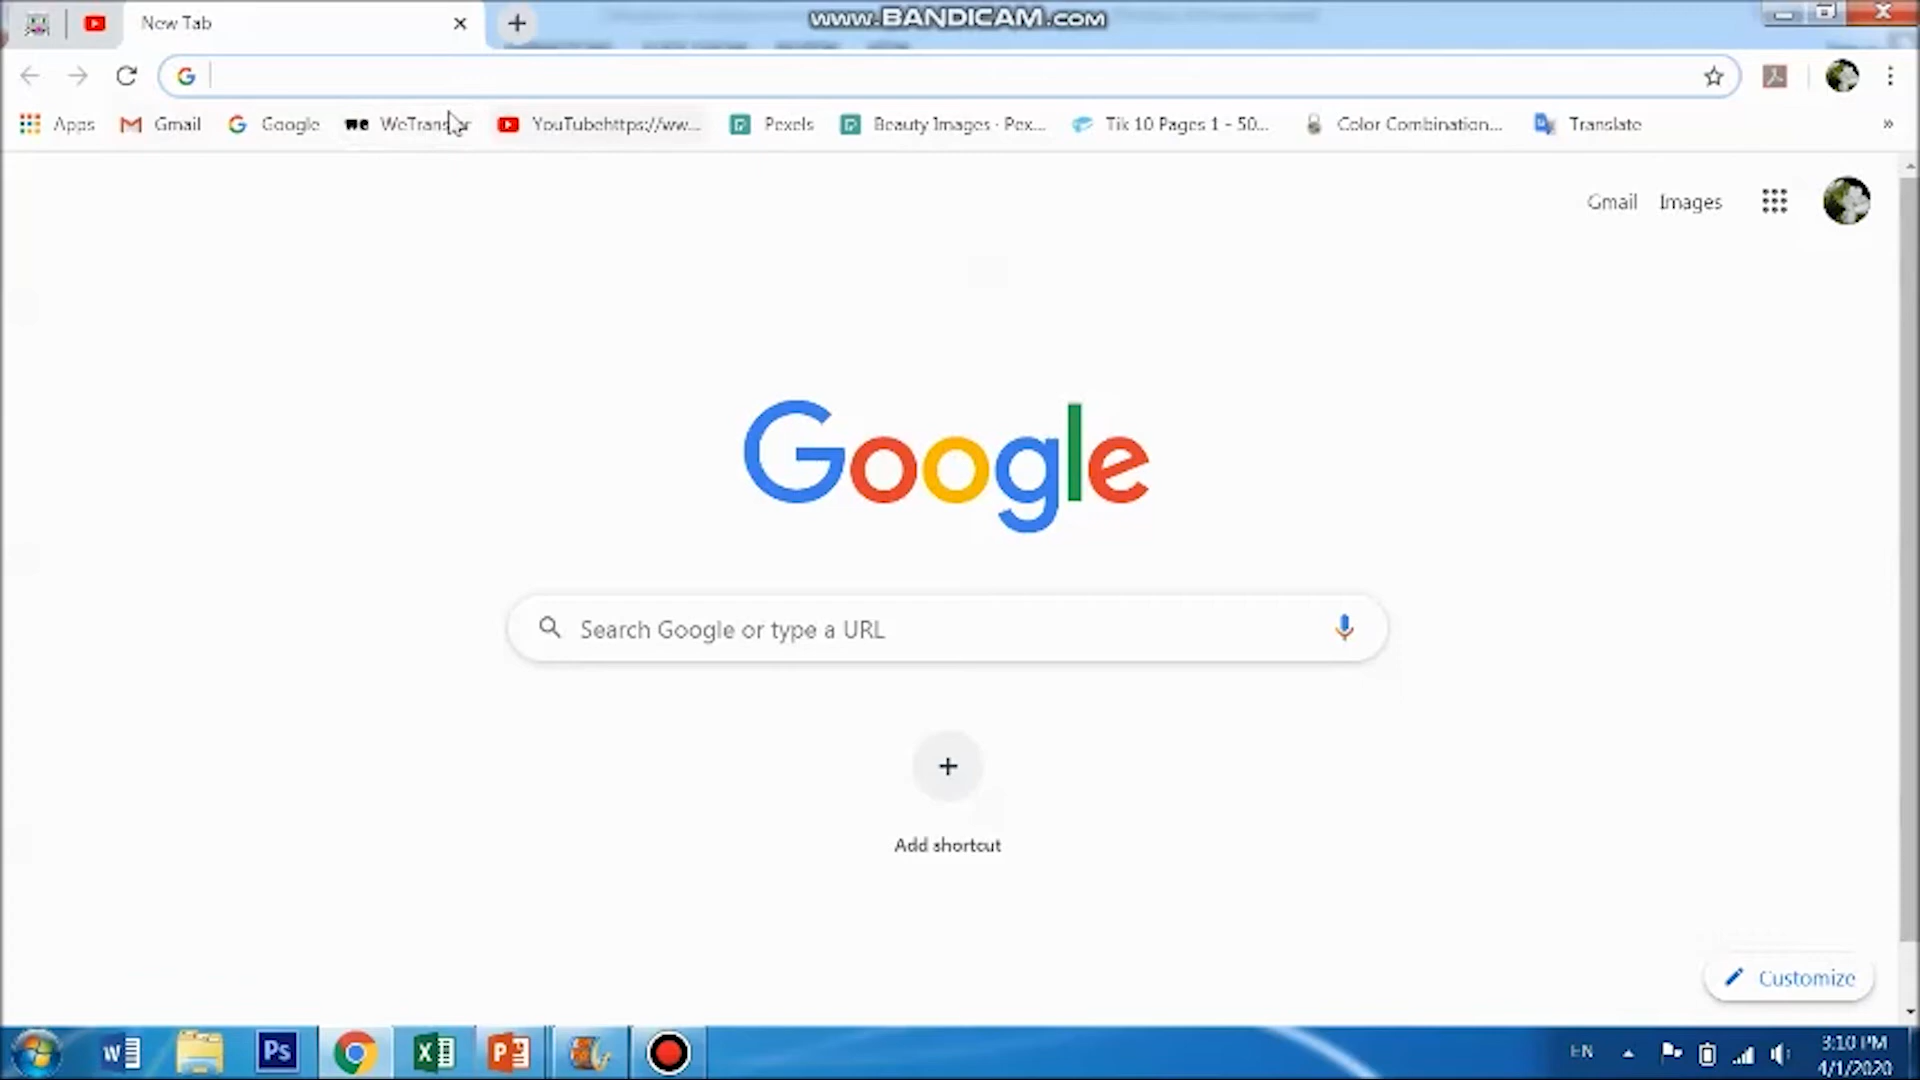 www.BANDICAM.com
New Tab
Apps Gmail Google we WeTransfer YouTubehttps://ww... Pexels Beauty Images · Pex... Tik 10 Pages 1 - 50... Color Combination... Translate »
Gmail Images
Google
Search Google or type a URL
Add shortcut
Customize
Ps
EN
3:10 PM
4/1/2020